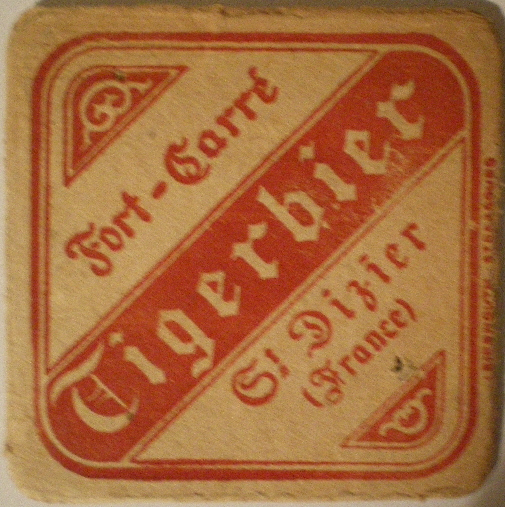 Fort-Carré
Tigerbier
St Dizier
(France)